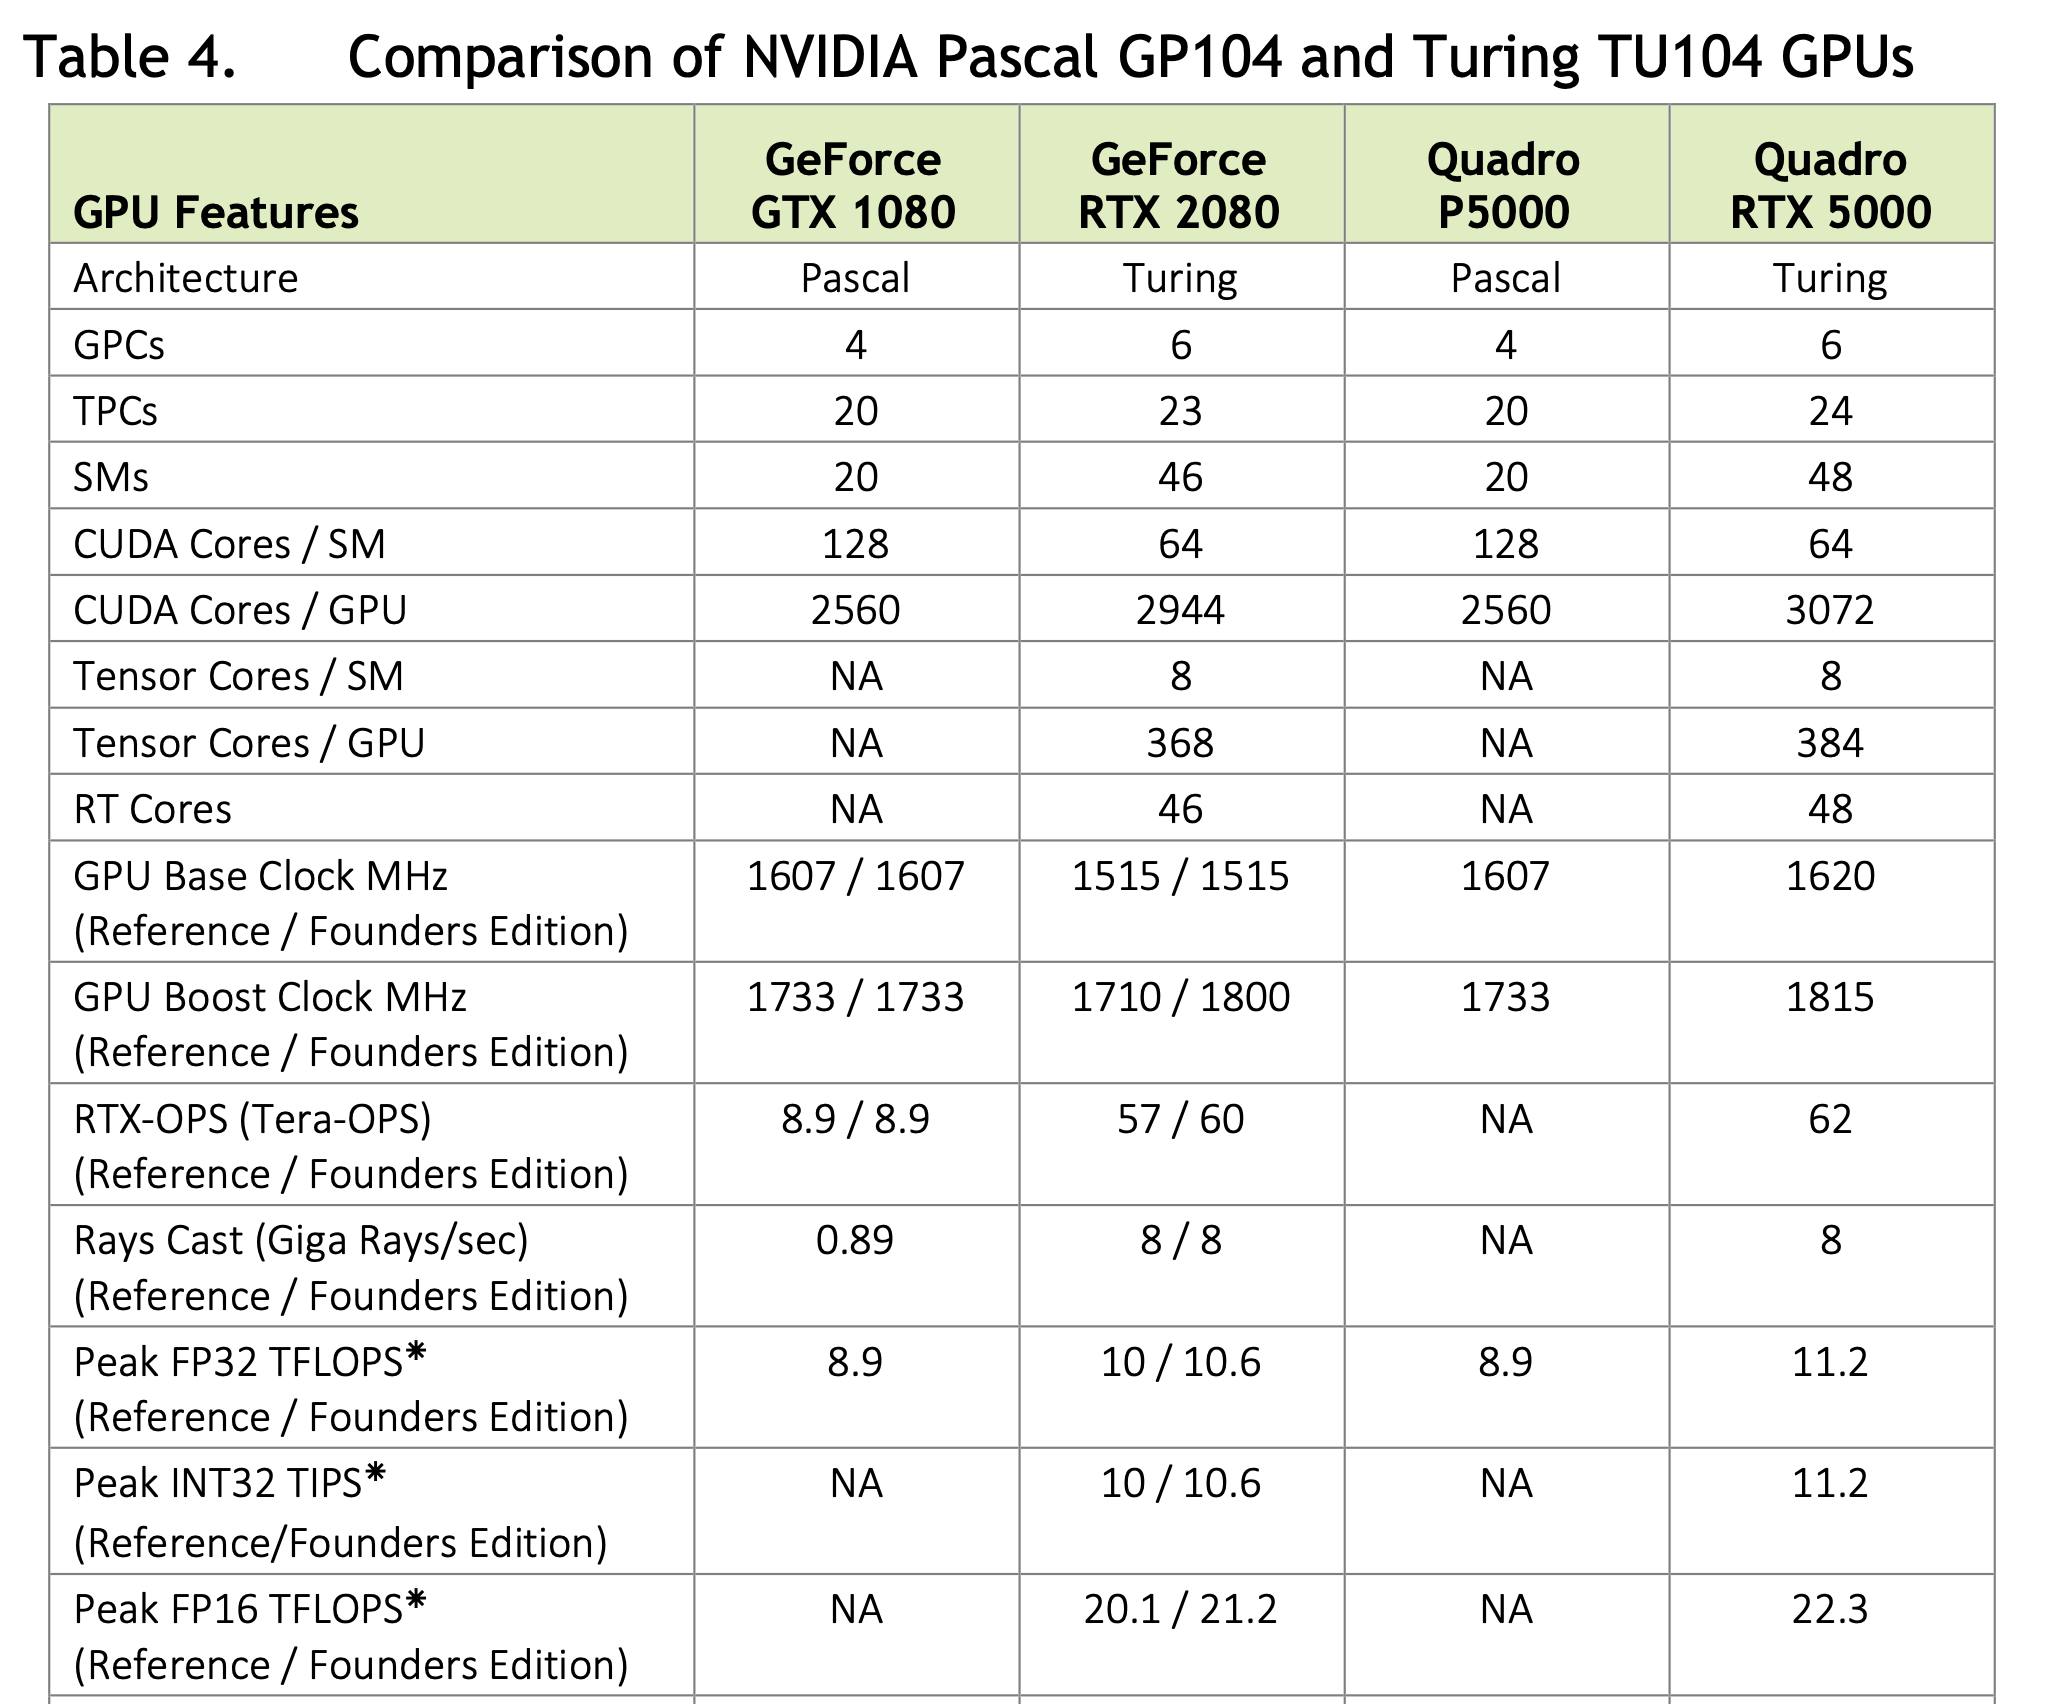 Table 4. Comparison of NVIDIA Pascal GP104 and Turing TU104 GPUs
GPU Features GeForce GTX 1080 GeForce RTX 2080 Quadro P5000 Quadro RTX 5000
Architecture Pascal Turing Pascal Turing
GPCs 4 6 4 6
TPCs 20 23 20 24
SMs 20 46 20 48
CUDA Cores / SM 128 64 128 64
CUDA Cores / GPU 2560 2944 2560 3072
Tensor Cores / SM NA 8 NA 8
Tensor Cores / GPU NA 368 NA 384
RT Cores NA 46 NA 48
GPU Base Clock MHz 1607 / 1607 1515 / 1515 1607 1620
(Reference / Founders Edition)
GPU Boost Clock MHz 1733 / 1733 1710 / 1800 1733 1815
(Reference / Founders Edition)
RTX-OPS (Tera-OPS) 8.9 / 8.9 57 / 60 NA 62
(Reference / Founders Edition)
Rays Cast (Giga Rays/sec) 0.89 8 / 8 NA 8
(Reference / Founders Edition)
Peak FP32 TFLOPS* 8.9 10 / 10.6 8.9 11.2
(Reference / Founders Edition)
Peak INT32 TIPS* NA 10 / 10.6 NA 11.2
(Reference/Founders Edition)
Peak FP16 TFLOPS* NA 20.1 / 21.2 NA 22.3
(Reference / Founders Edition)